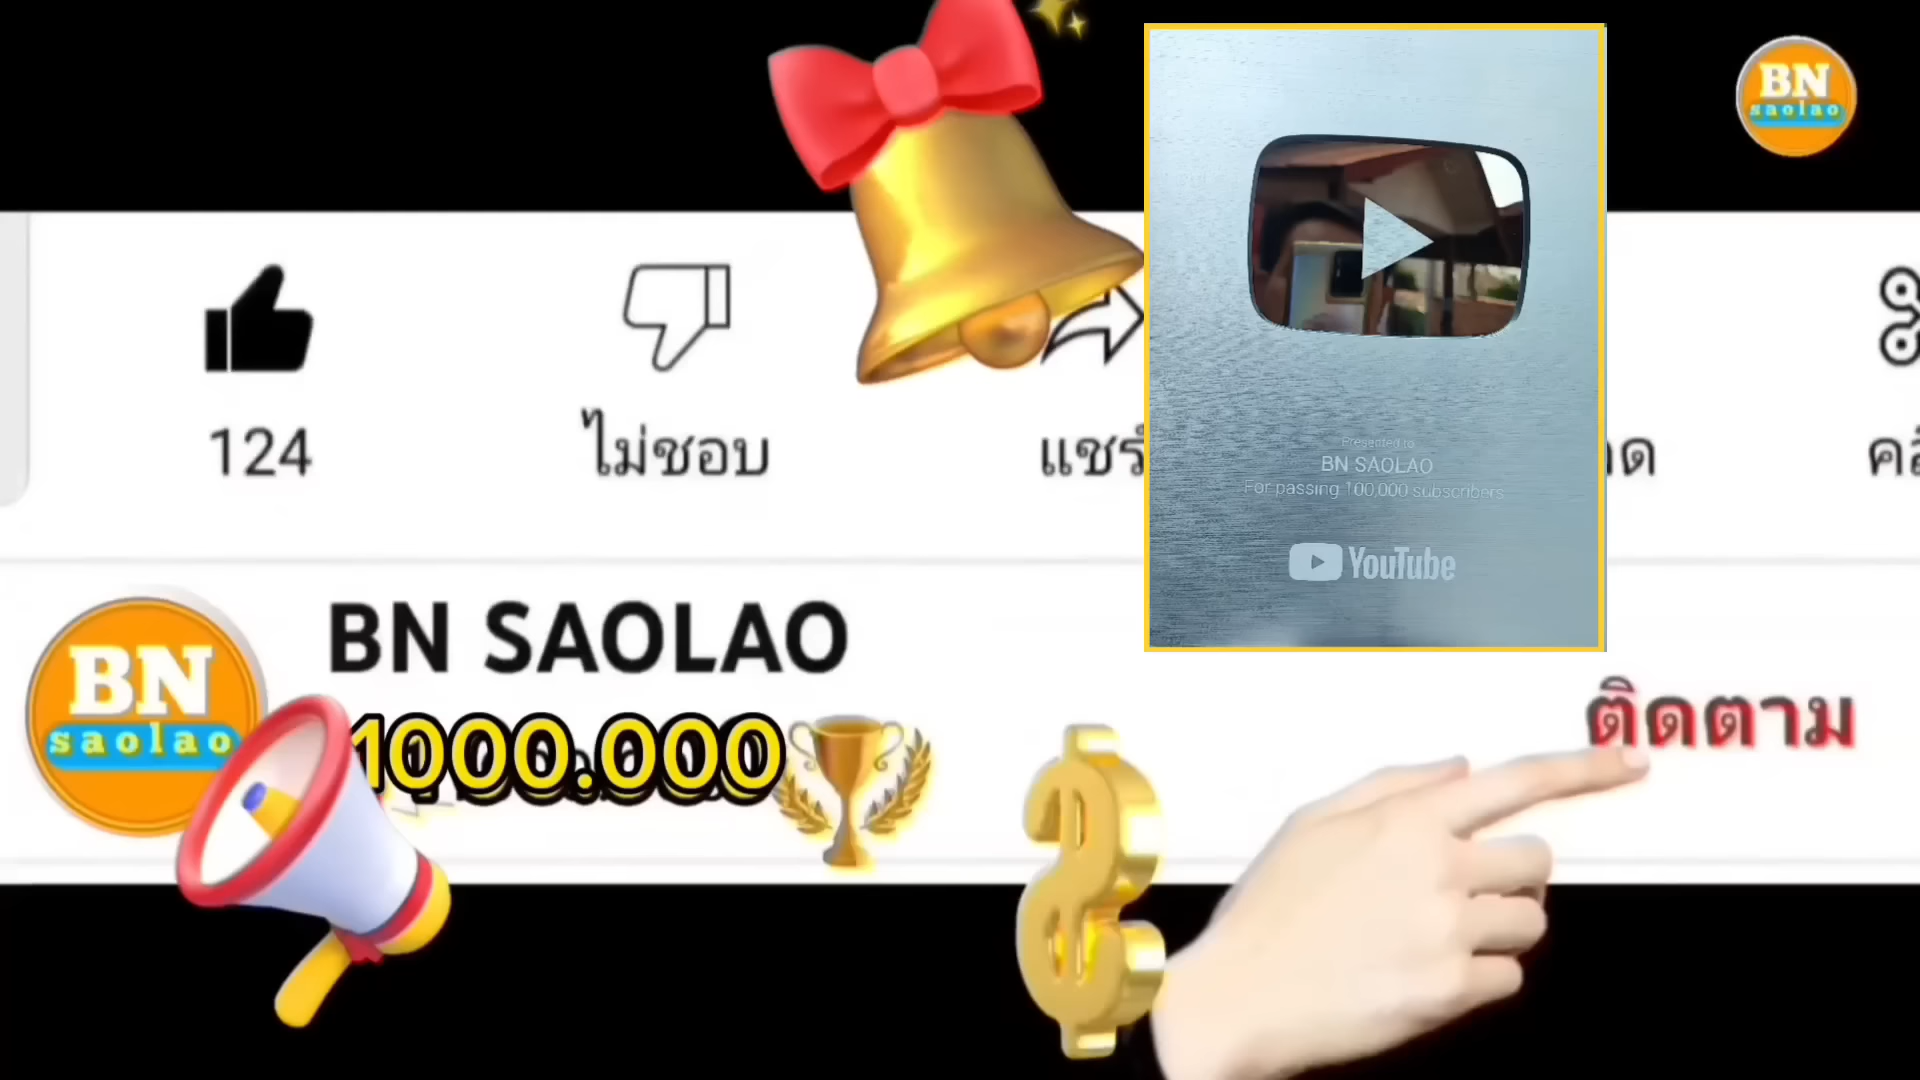 BN
saolao
124
ไม่ชอบ
แชร์
Presented to
BN SAOLAO
For passing 100,000 subscribers
YouTube
BN SAOLAO
BN
saolao
1000.000
ติดตาม